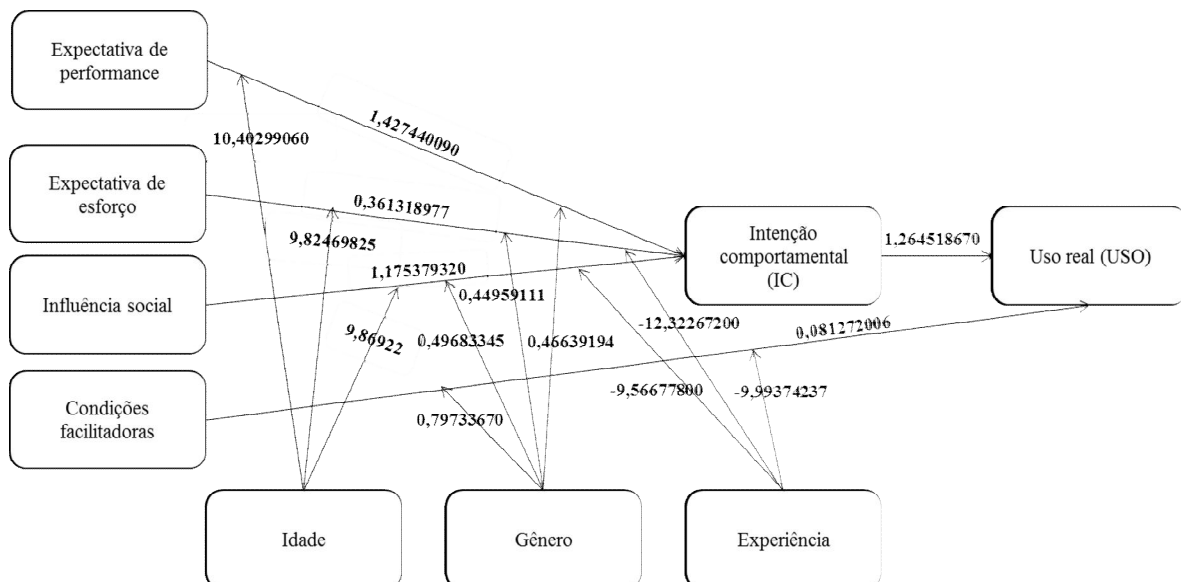 Expectativa de
performance
10,40299060
1,427440090
Expectativa de
esforço
0,361318977
9,82469825
Intenção
comportamental
(IC)
1,264518670
Uso real (USO)
Influência social
1,175379320
0,44959111
9,86922
0,49683345
0,46639194
-12,32267200
0,081272006
Condições
facilitadoras
0,79733670
-9,56677800
-9,99374237
Idade
Gênero
Experiência